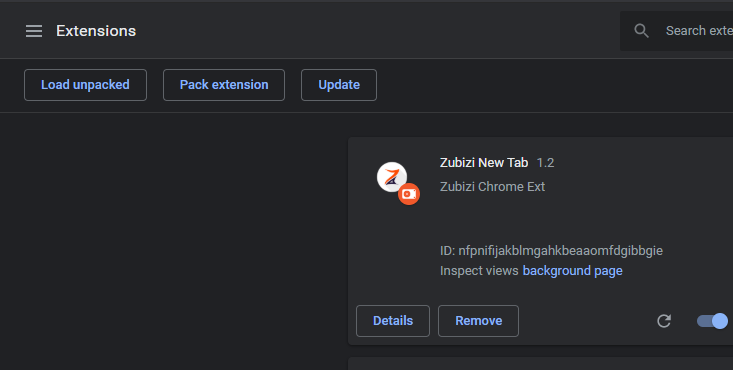 Extensions
Search exte
Load unpacked Pack extension Update
Zubizi New Tab 1.2
Zubizi Chrome Ext
ID: nfpnifijakblmgahkbeaaomfdgibbgie
Inspect views background page
Details Remove